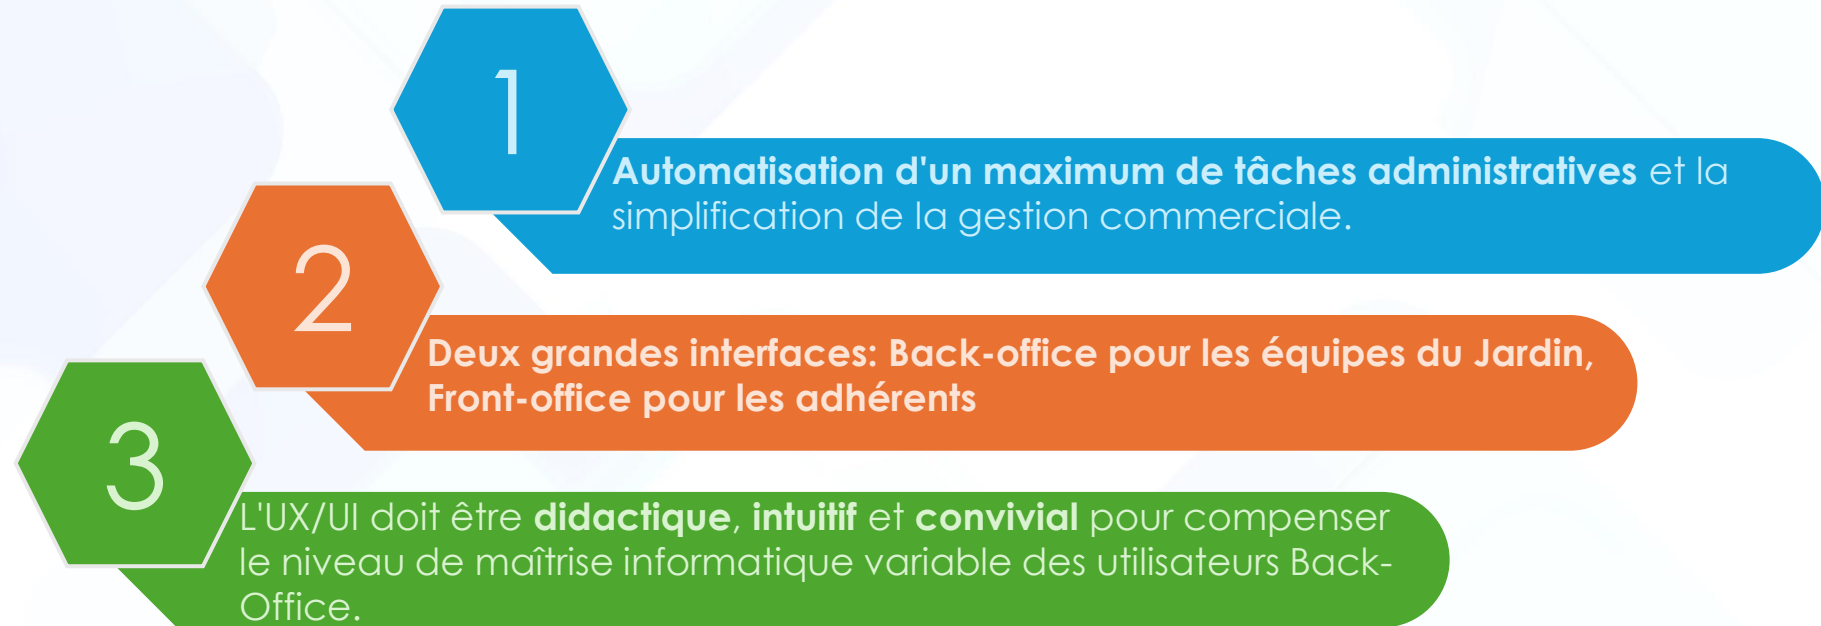 1
Automatisation d'un maximum de tâches administratives et la
simplification de la gestion commerciale.
2
Deux grandes interfaces: Back-office pour les équipes du Jardin,
Front-office pour les adhérents
3
L'UX/UI doit être didactique, intuitif et convivial pour compenser
le niveau de maîtrise informatique variable des utilisateurs Back-
Office.